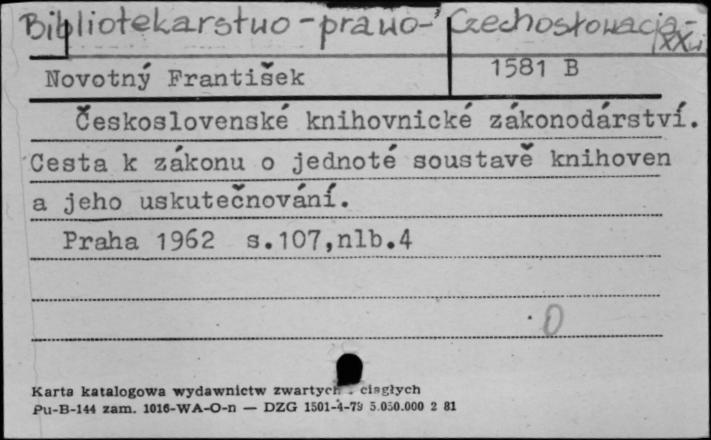 Bibliotekarstwo - prawo - Czechosłowacja -
XX w
Novotný František 1581 B
Československé knihovnické zákonodárství.
Cesta k zákonu o jednoté soustavě knihoven
a jeho uskutečnování.
Praha 1962 s.107,nlb.4
0
Karta katalogowa wydawnictw zwartych ciągłych
Pu-B-144 zam. 1016-WA-O-n — DZG 1501-4-79 5.050.000 2 81